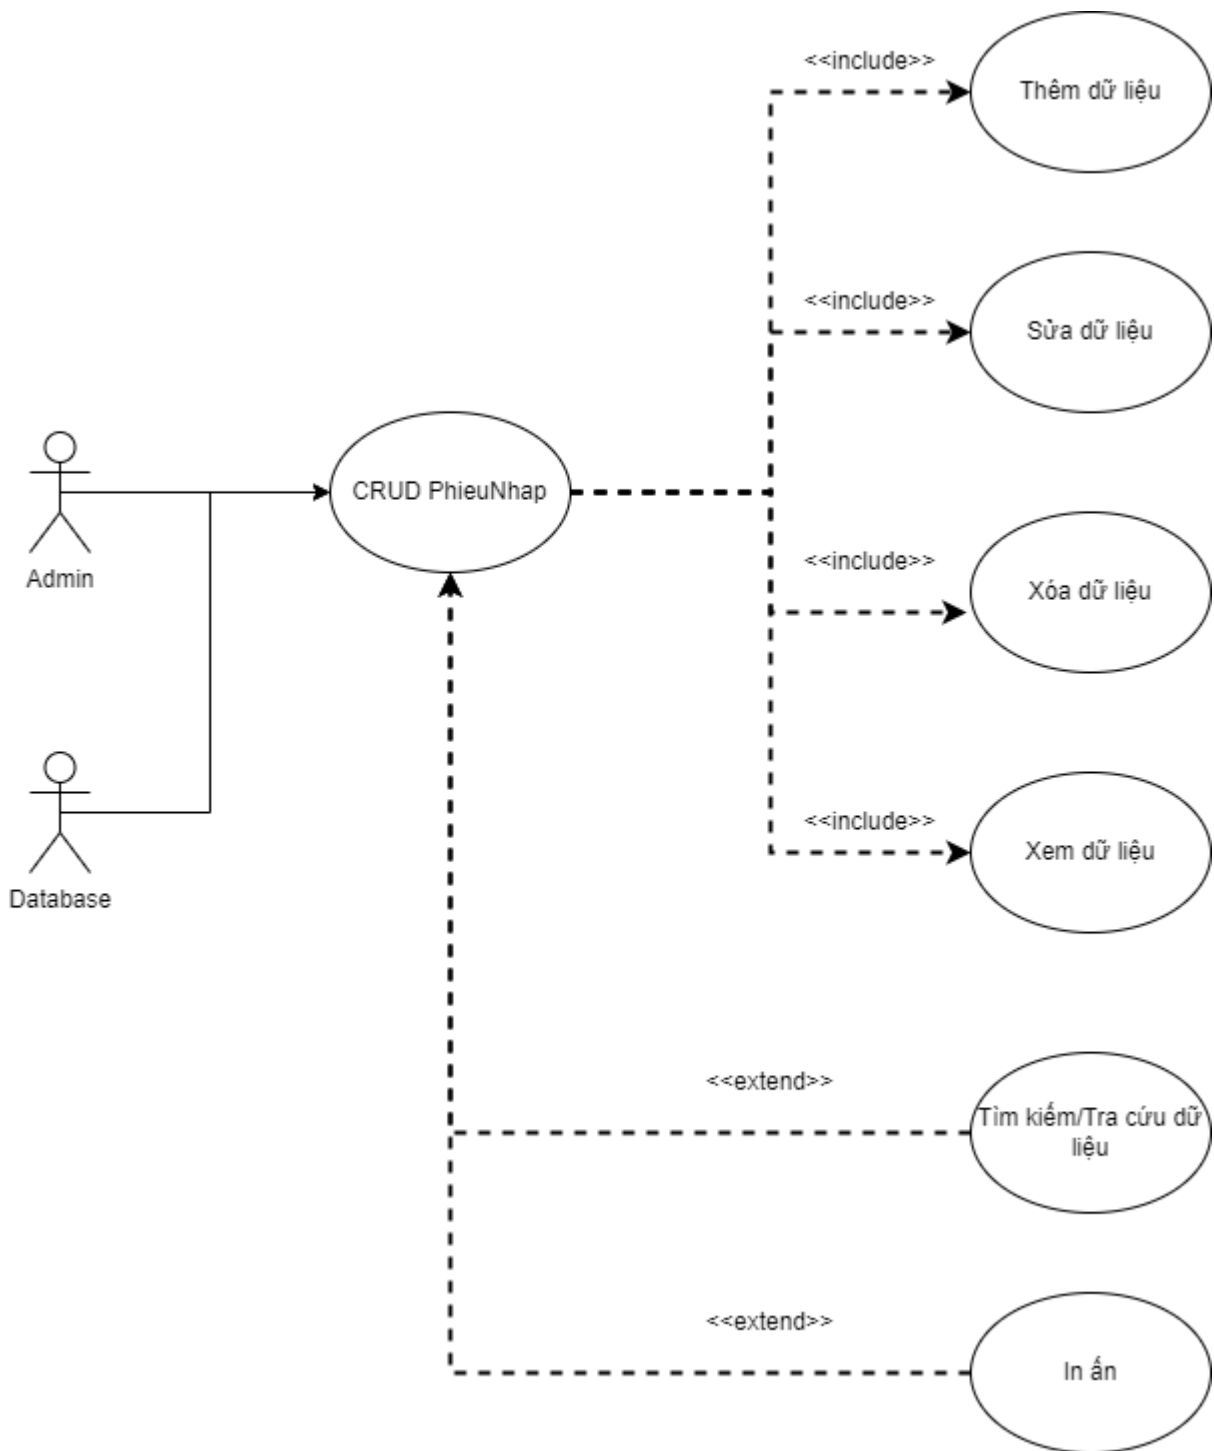 <<include>>
Thêm dữ liệu
<<include>>
Sửa dữ liệu
CRUD PhieuNhap
Admin
<<include>>
Xóa dữ liệu
<<include>>
Xem dữ liệu
Database
<<extend>>
Tìm kiếm/Tra cứu dữ
liệu
<<extend>>
In ấn